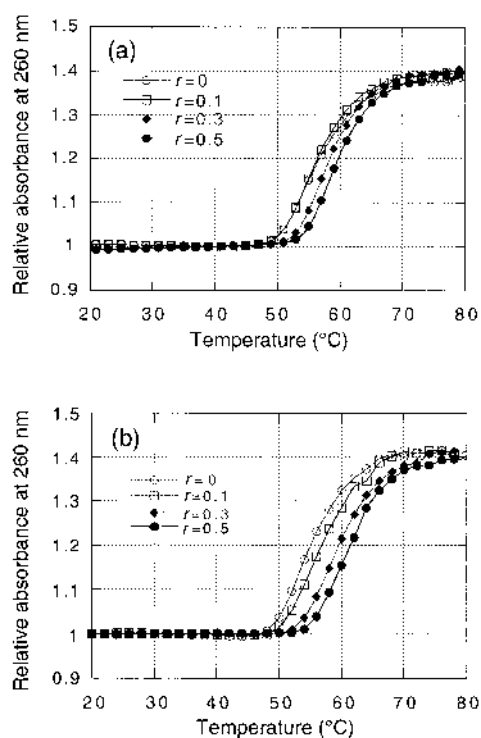 Relative absorbance at 260 nm
1.5
1.4
1.3
1.2
1.1
1
0.9
(a)
r=0
r=0.1
r=0.3
r=0.5
20 30 40 50 60 70 80
Temperature (°C)
Relative absorbance at 260 nm
1.5
1.4
1.3
1.2
1.1
1
0.9
(b)
r=0
r=0.1
r=0.3
r=0.5
20 30 40 50 60 70 80
Temperature (°C)